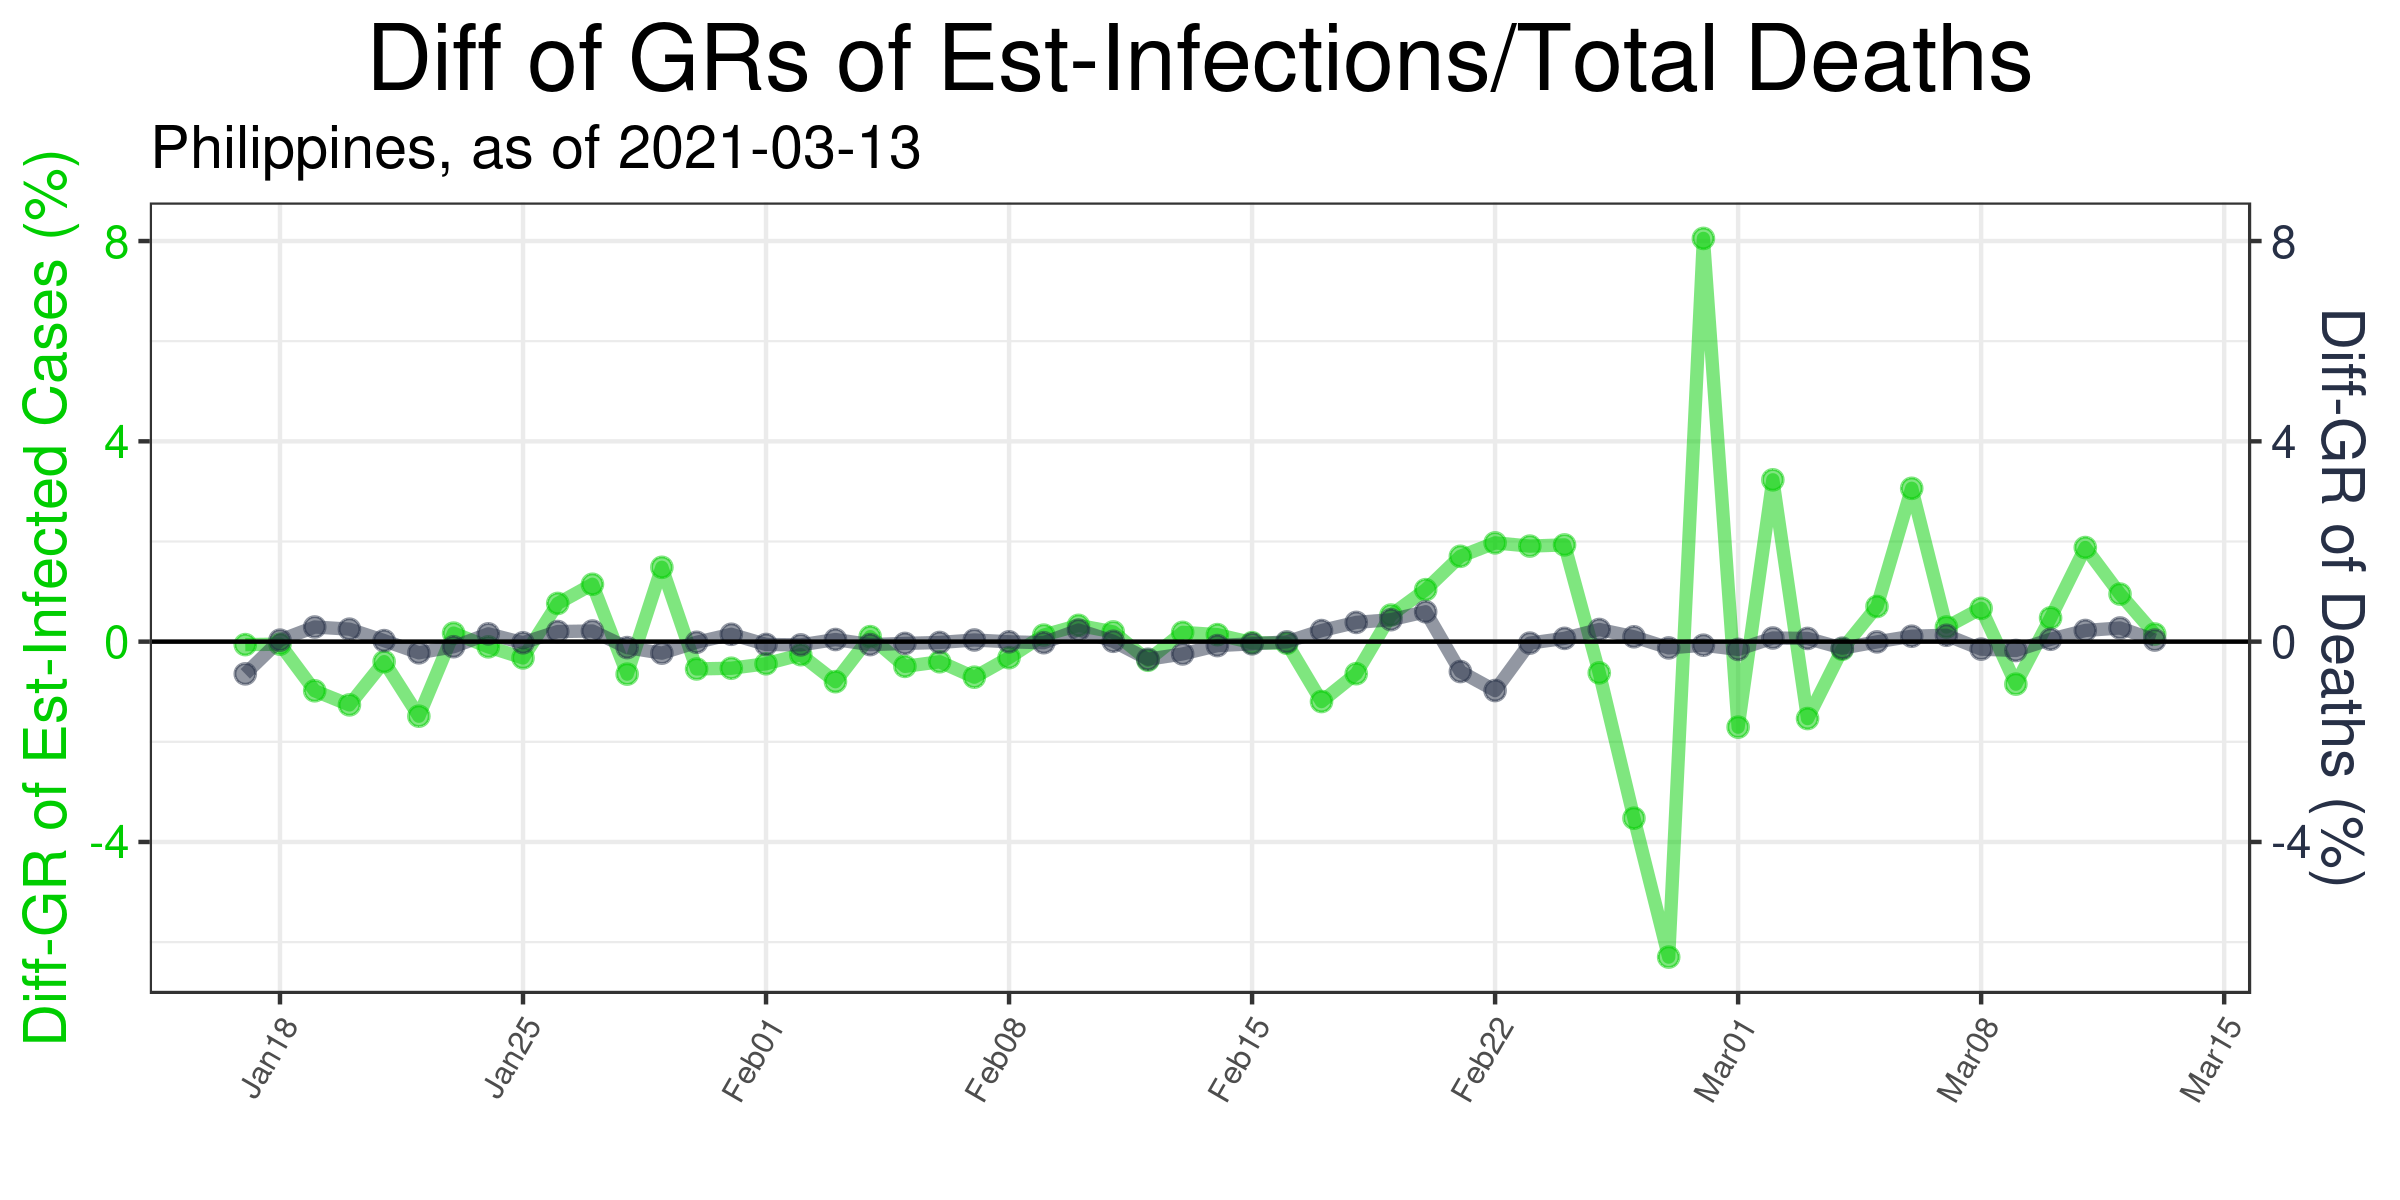 Diff of GRs of Est-Infections/Total Deaths
Philippines, as of 2021-03-13
Diff-GR of Est-Infected Cases (%)
8
4
0
-4
8
4
0
-4
Diff-GR of Deaths (%)
Jan18
Jan25
Feb01
Feb08
Feb15
Feb22
Mar01
Mar08
Mar15